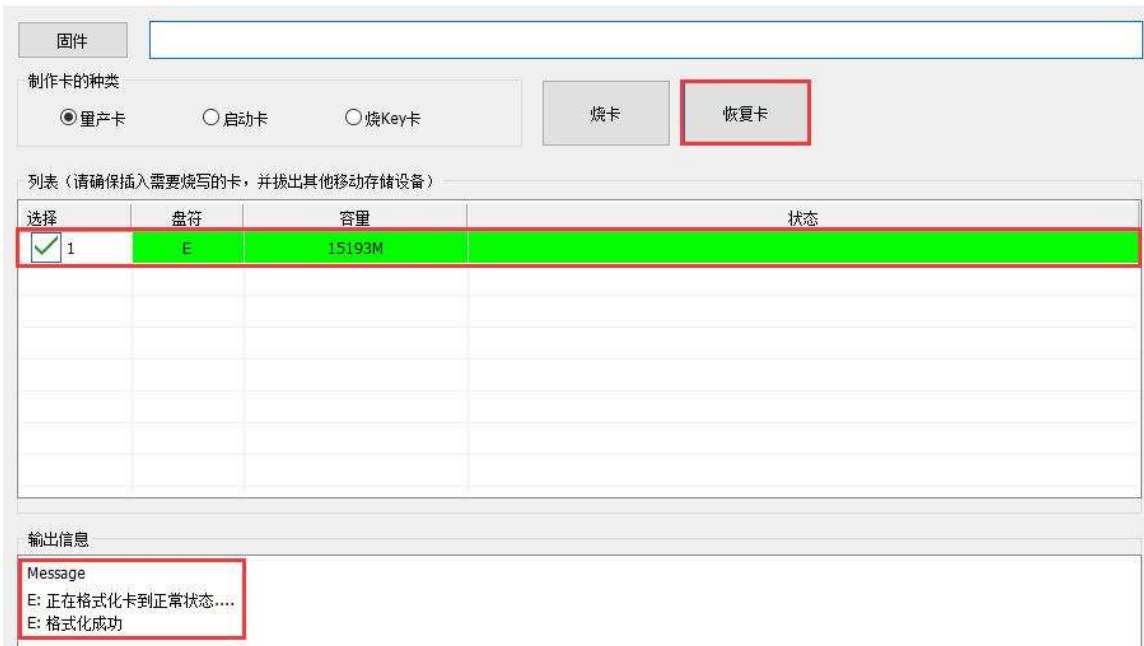 固件
制作卡的种类
量产卡 启动卡 烧Key卡 烧卡 恢复卡
列表（请确保插入需要烧写的卡，并拔出其他移动存储设备）
选择 盘符 容量 状态
1 E 15193M
输出信息
Message
E: 正在格式化卡到正常状态....
E: 格式化成功